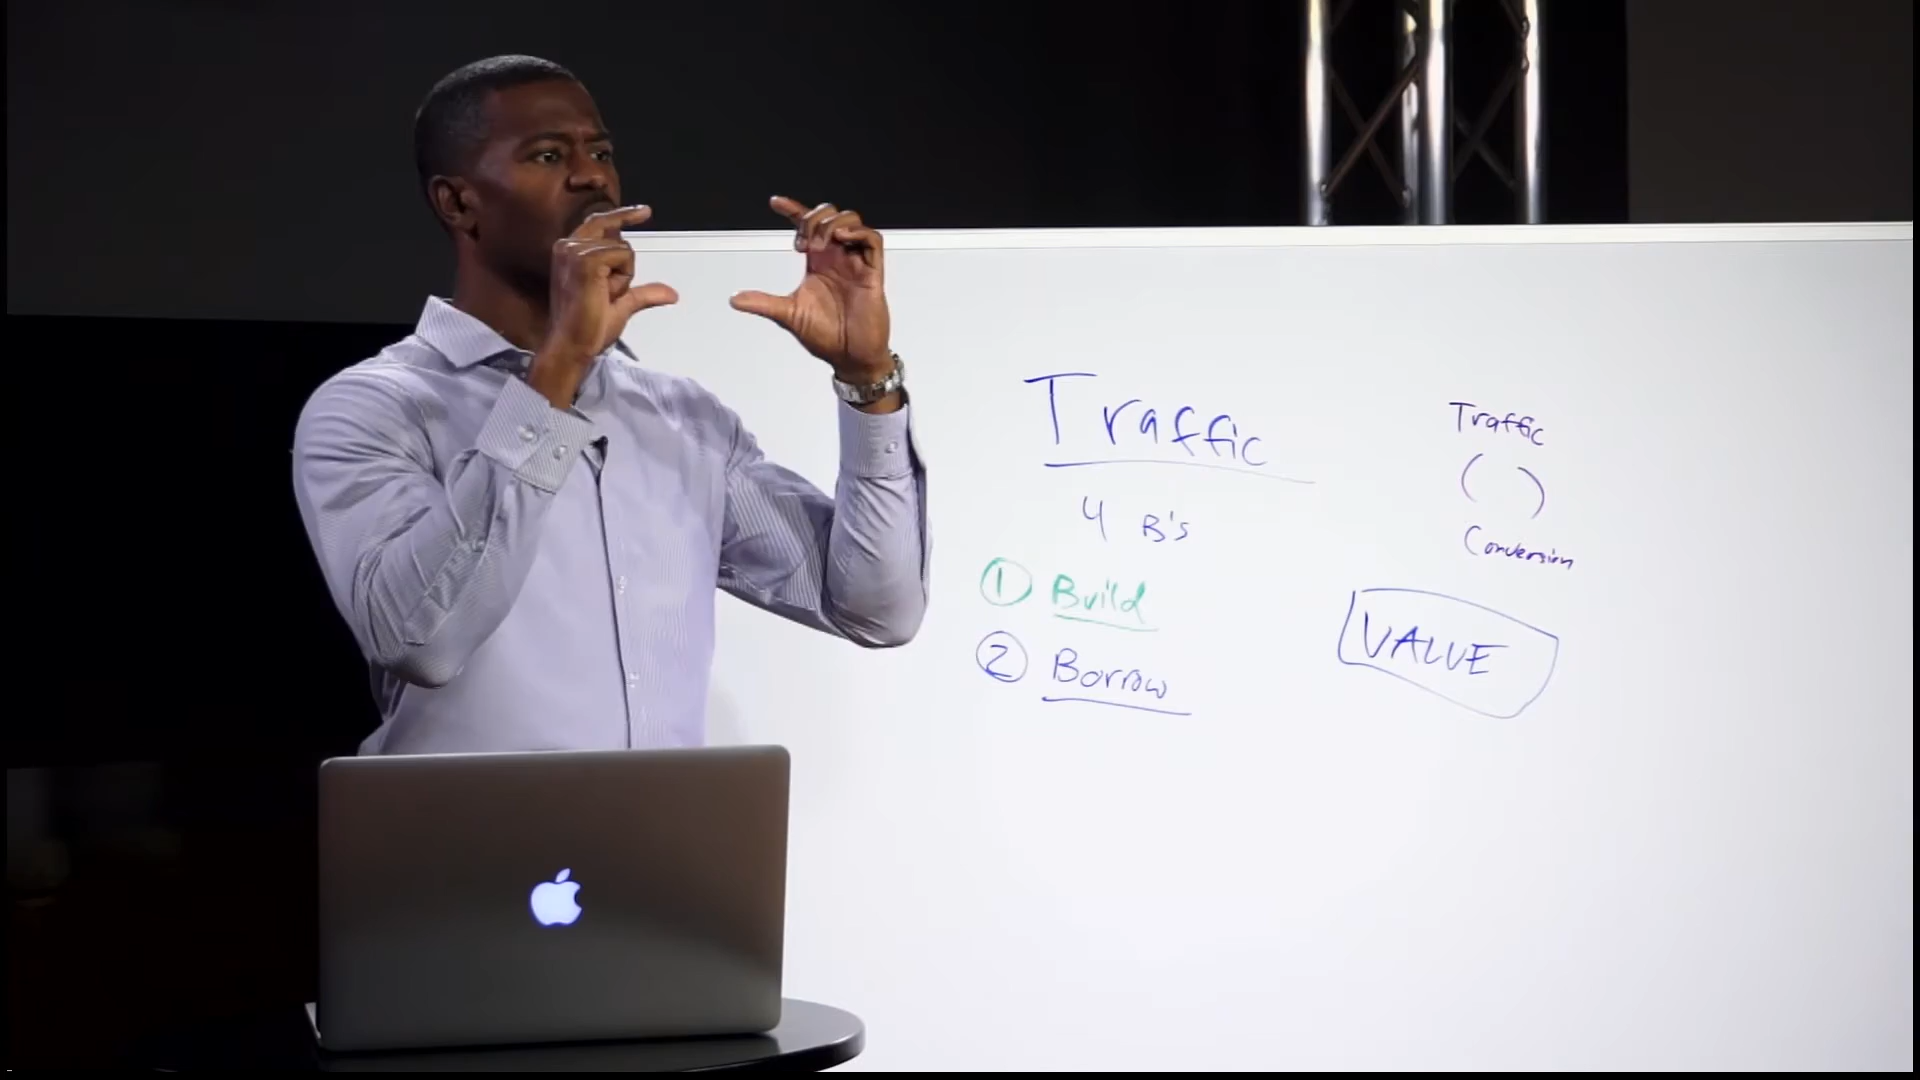 Traffic
4 B's
① Build
② Borrow
Traffic
( )
Conversion
VALUE